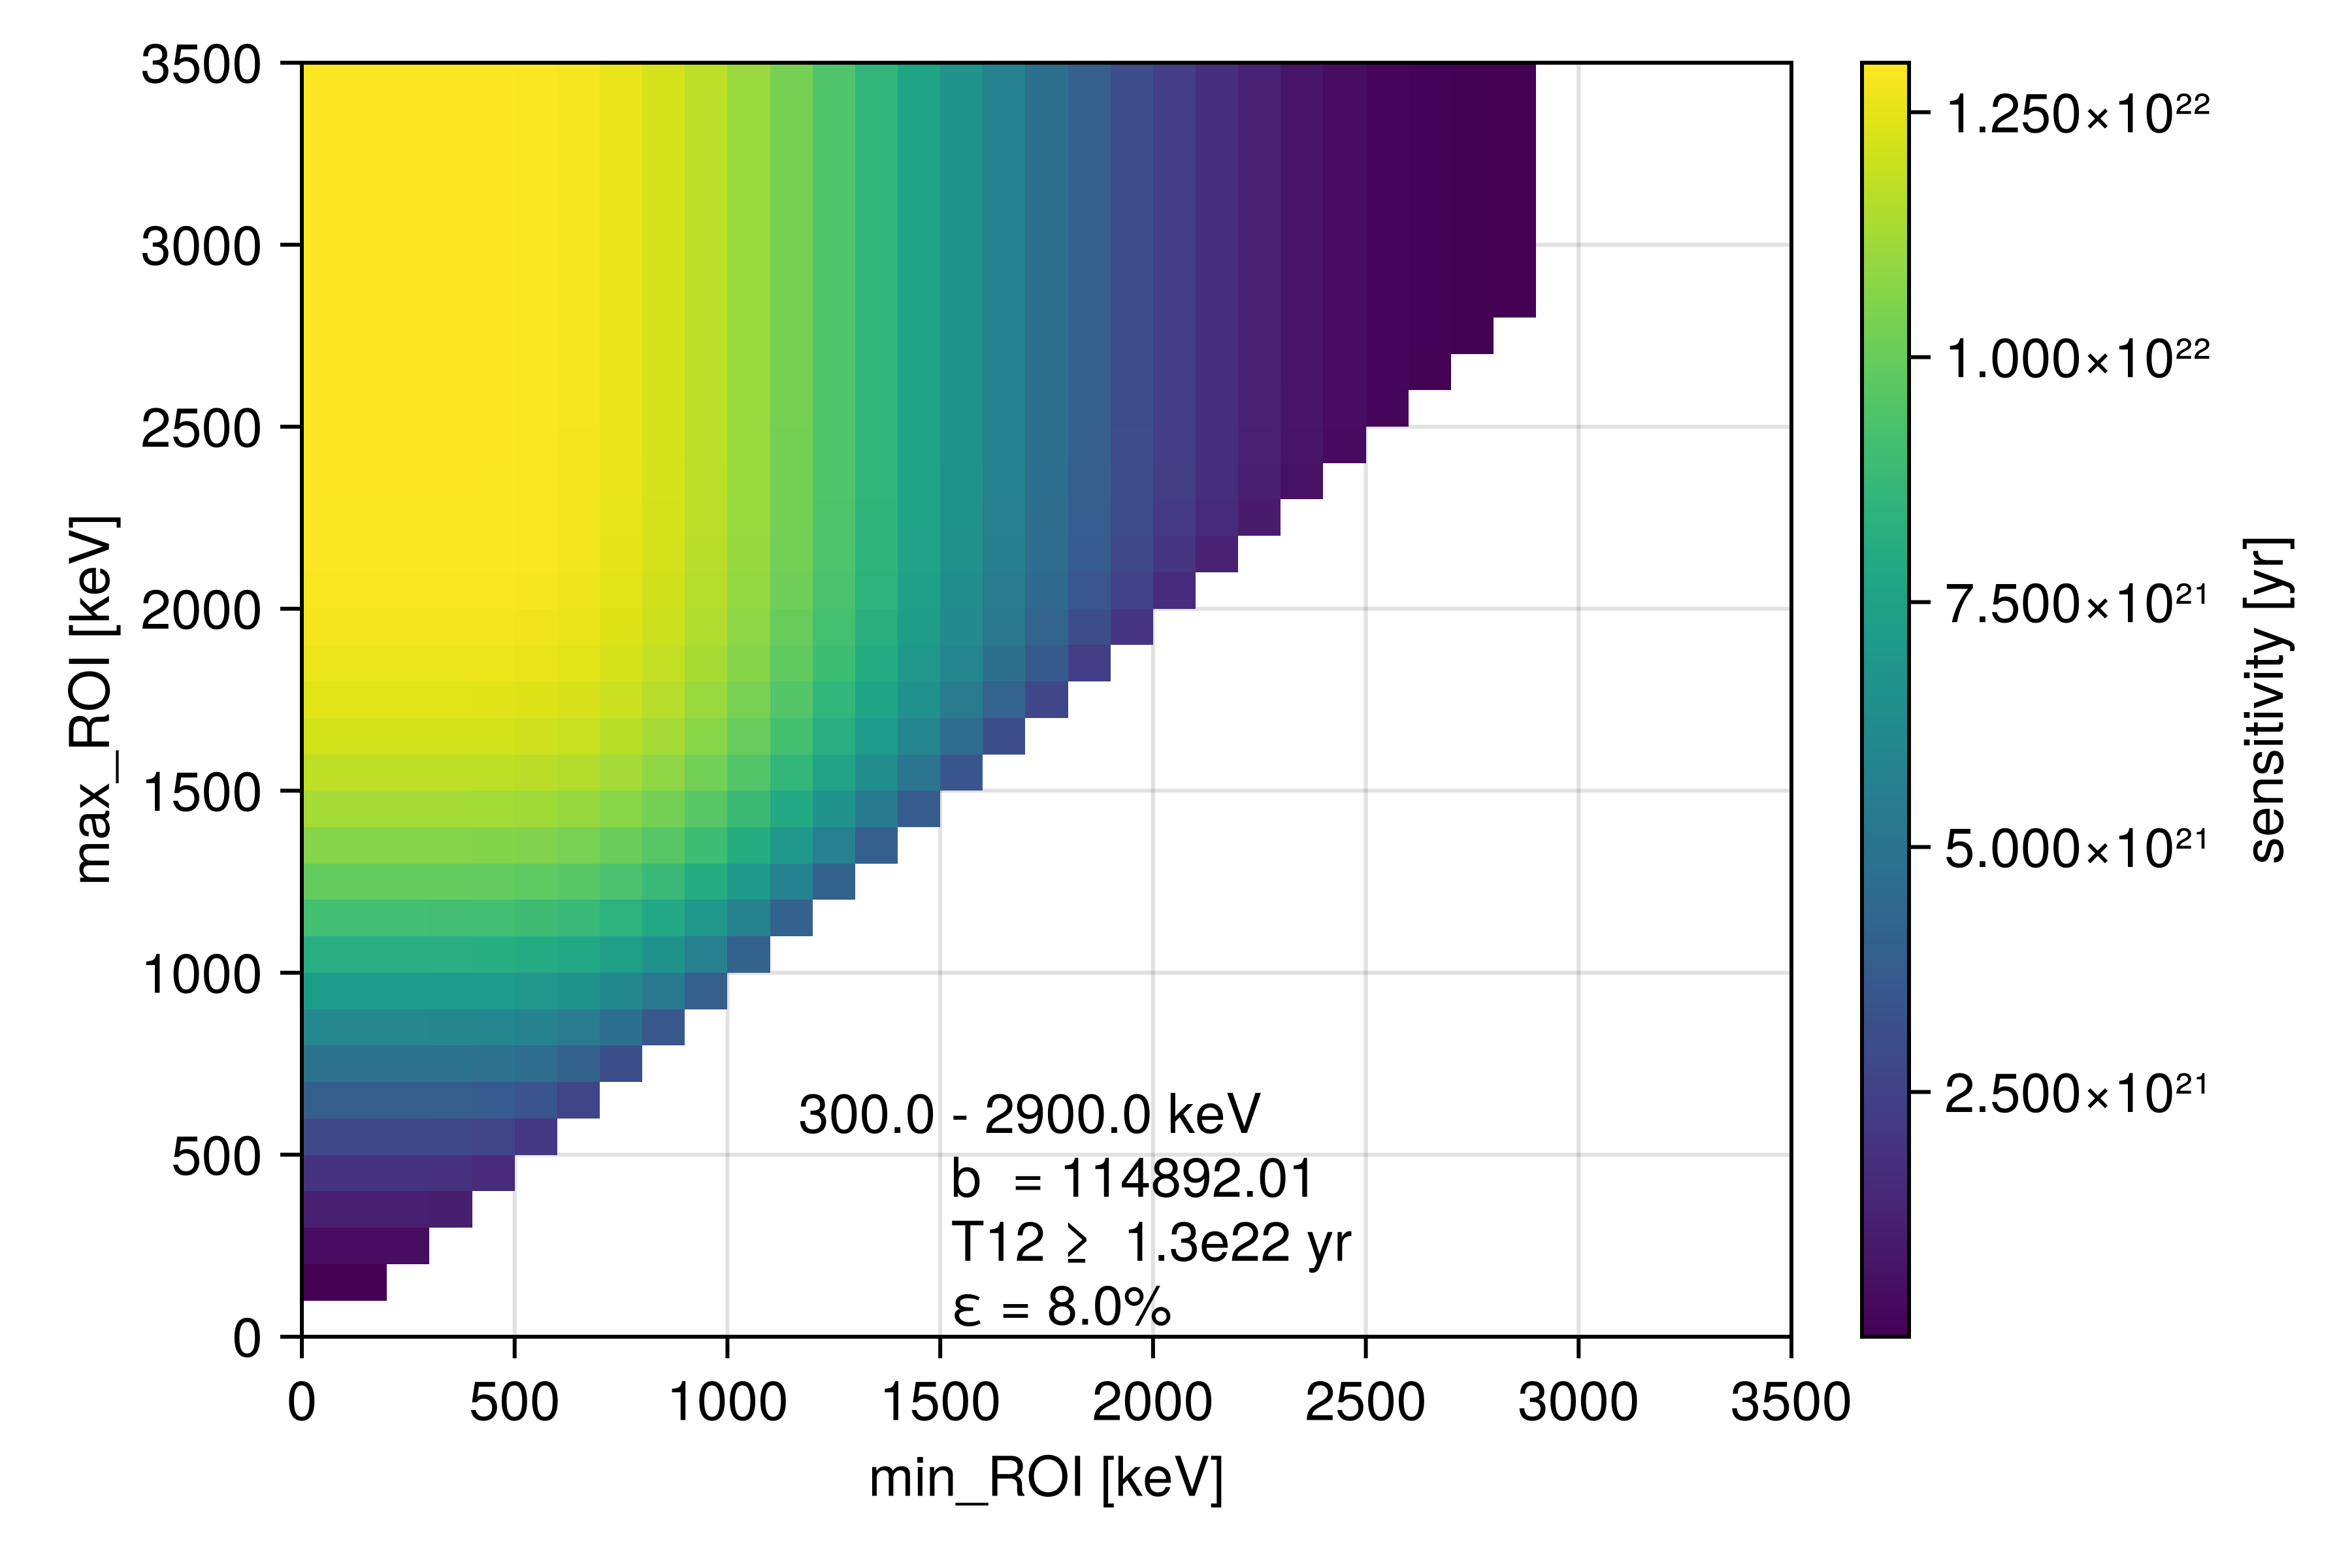 3500
3000
2500
2000
1500
1000
500
0
max_ROI [keV]
300.0 - 2900.0 keV
b  = 114892.01
T12 ≥  1.3e22 yr
ε = 8.0%
0 500 1000 1500 2000 2500 3000 3500
min_ROI [keV]
1.250×10²²
1.000×10²²
7.500×10²¹
5.000×10²¹
2.500×10²¹
sensitivity [yr]